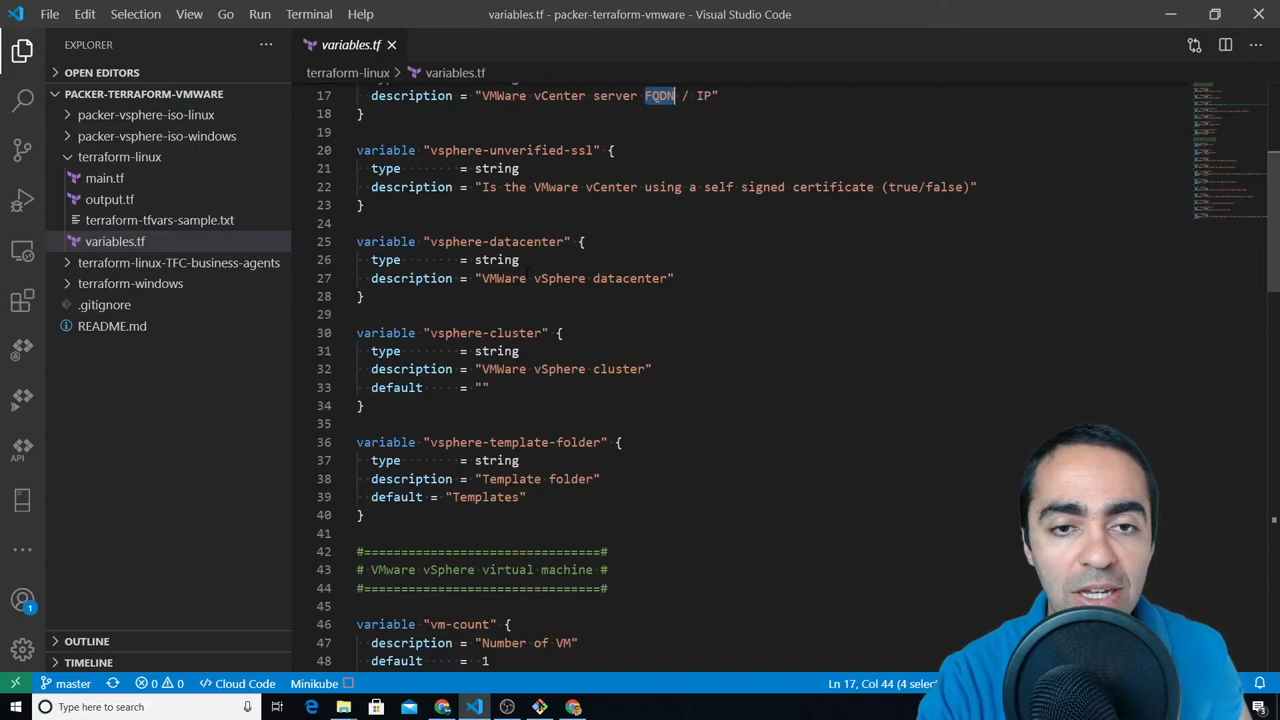 File Edit Selection View Go Run Terminal Help
variables.tf - packer-terraform-vmware - Visual Studio Code
EXPLORER
OPEN EDITORS
PACKER-TERRAFORM-VMWARE
packer-vsphere-iso-linux
packer-vsphere-iso-windows
terraform-linux
main.tf
output.tf
terraform-tfvars-sample.txt
variables.tf
terraform-linux-TFC-business-agents
terraform-windows
.gitignore
README.md
OUTLINE
TIMELINE
API
1
variables.tf
terraform-linux > variables.tf
17 description = "VMWare vCenter server FQDN / IP"
18 }
19
20 variable "vsphere-unverified-ssl" {
21 type = string
22 description = "Is the VMware vCenter using a self signed certificate (true/false)"
23 }
24
25 variable "vsphere-datacenter" {
26 type = string
27 description = "VMWare vSphere datacenter"
28 }
29
30 variable "vsphere-cluster" {
31 type = string
32 description = "VMWare vSphere cluster"
33 default = ""
34 }
35
36 variable "vsphere-template-folder" {
37 type = string
38 description = "Template folder"
39 default = "Templates"
40 }
41
42 #===============================#
43 # VMware vSphere virtual machine #
44 #===============================#
45
46 variable "vm-count" {
47 description = "Number of VM"
48 default = 1
master 0 0 Cloud Code Minikube
Ln 17, Col 44 (4 selec
Type here to search
3